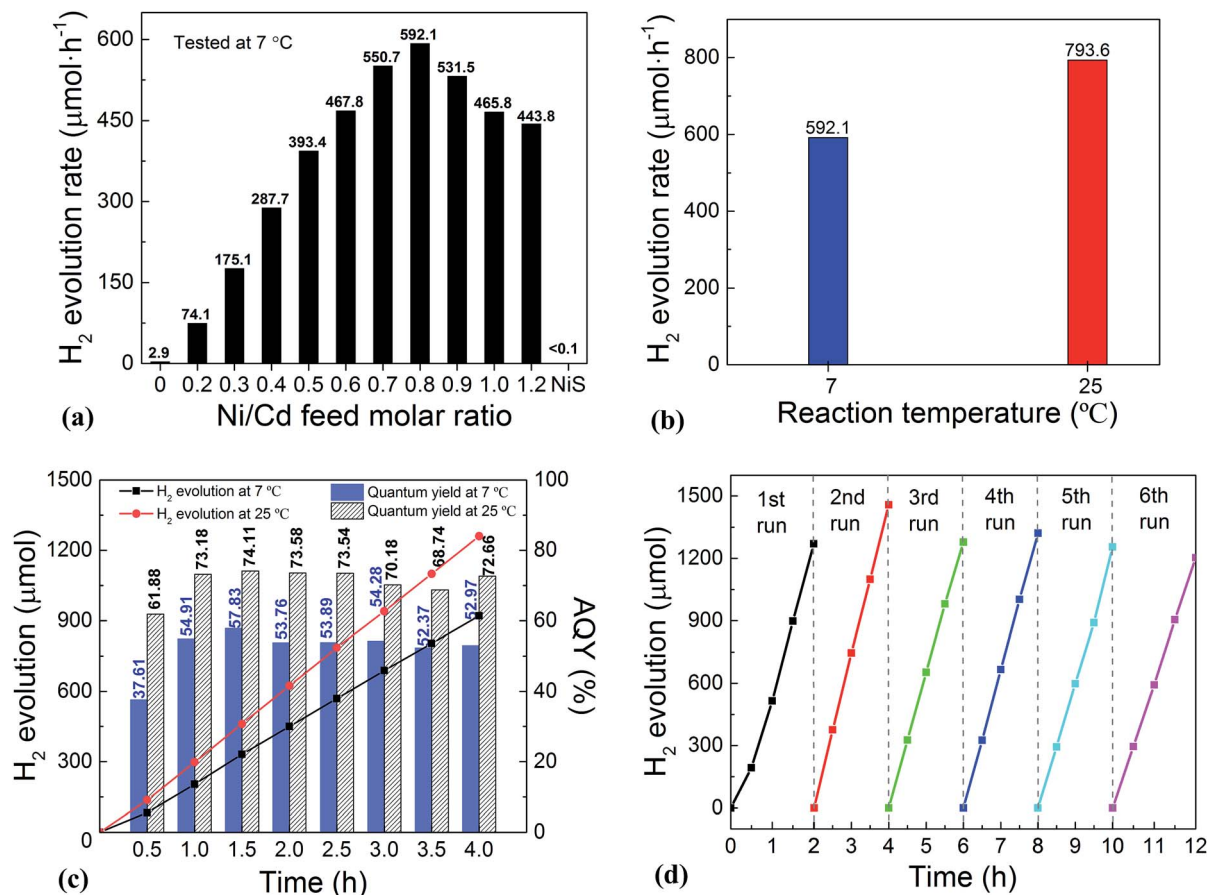 (a)
H₂ evolution rate (μmol·h⁻¹)
600
450
300
150
0
Tested at 7 °C
2.9
74.1
175.1
287.7
393.4
467.8
550.7
592.1
531.5
465.8
443.8
<0.1
0 0.2 0.3 0.4 0.5 0.6 0.7 0.8 0.9 1.0 1.2 NiS
Ni/Cd feed molar ratio
(b)
H₂ evolution rate (μmol·h⁻¹)
800
600
400
200
0
592.1
793.6
7 25
Reaction temperature (ºC)
(c)
H₂ evolution (μmol)
1500
1200
900
600
300
0
H₂ evolution at 7 ºC
H₂ evolution at 25 ºC
Quantum yield at 7 ºC
Quantum yield at 25 ºC
37.61
61.88
54.91
73.18
57.83
74.11
53.76
73.58
53.89
73.54
54.28
70.18
52.37
68.74
52.97
72.66
100
80
60
40
20
0
AQY (%)
0.5 1.0 1.5 2.0 2.5 3.0 3.5 4.0
Time (h)
(d)
H₂ evolution (μmol)
1500
1200
900
600
300
0
1st
run
2nd
run
3rd
run
4th
run
5th
run
6th
run
0 1 2 3 4 5 6 7 8 9 10 11 12
Time (h)